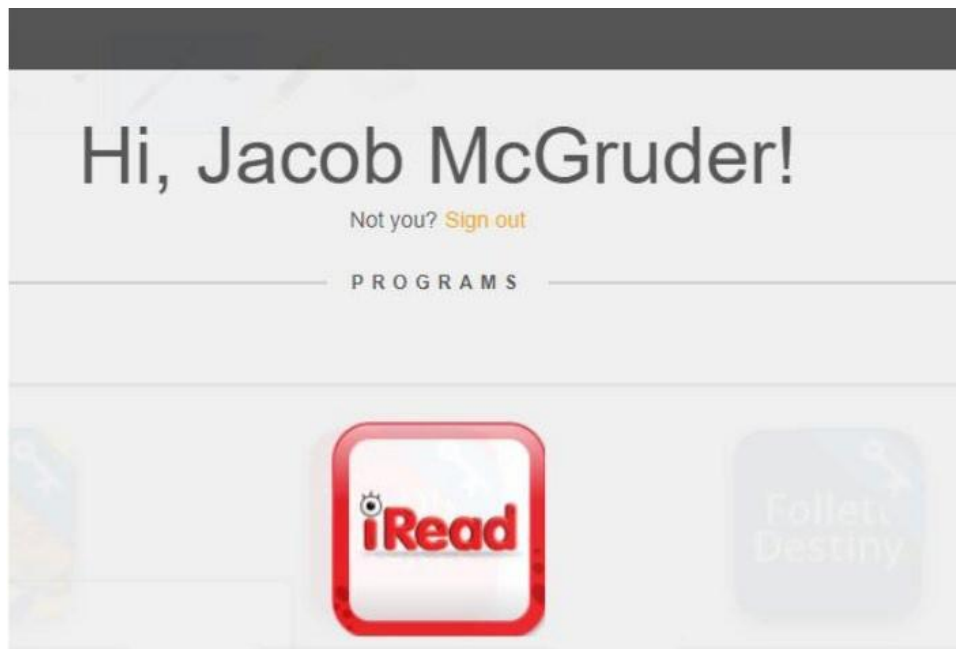 Hi, Jacob McGruder!
Not you? Sign out
PROGRAMS
iRead
Follett
Destiny